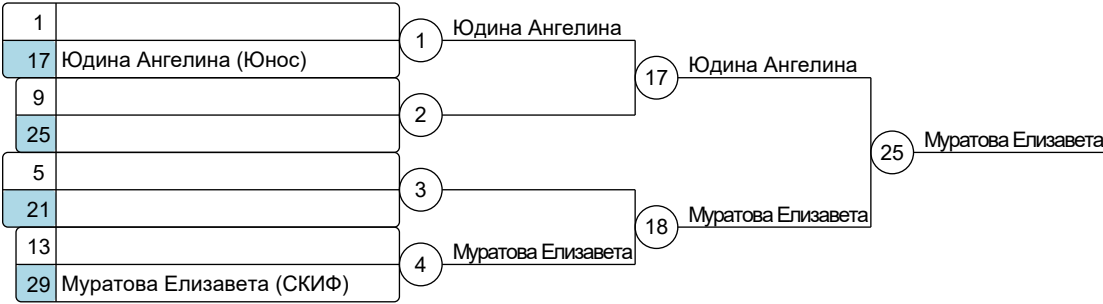 1
17 Юдина Ангелина (Юнос)
1
Юдина Ангелина
9
25
2
17
Юдина Ангелина
5
21
3
25
Муратова Елизавета
13
29 Муратова Елизавета (СКИФ)
4
Муратова Елизавета
18
Муратова Елизавета